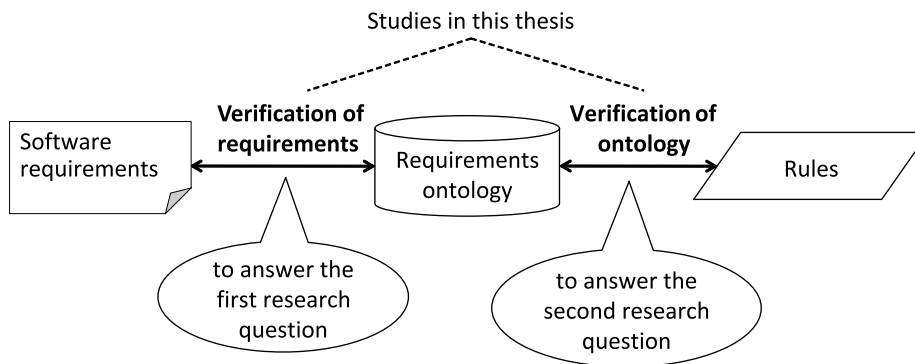 Studies in this thesis
Verification of
requirements
Verification of
ontology
Software
requirements
Requirements
ontology
Rules
to answer the
first research
question
to answer the
second research
question